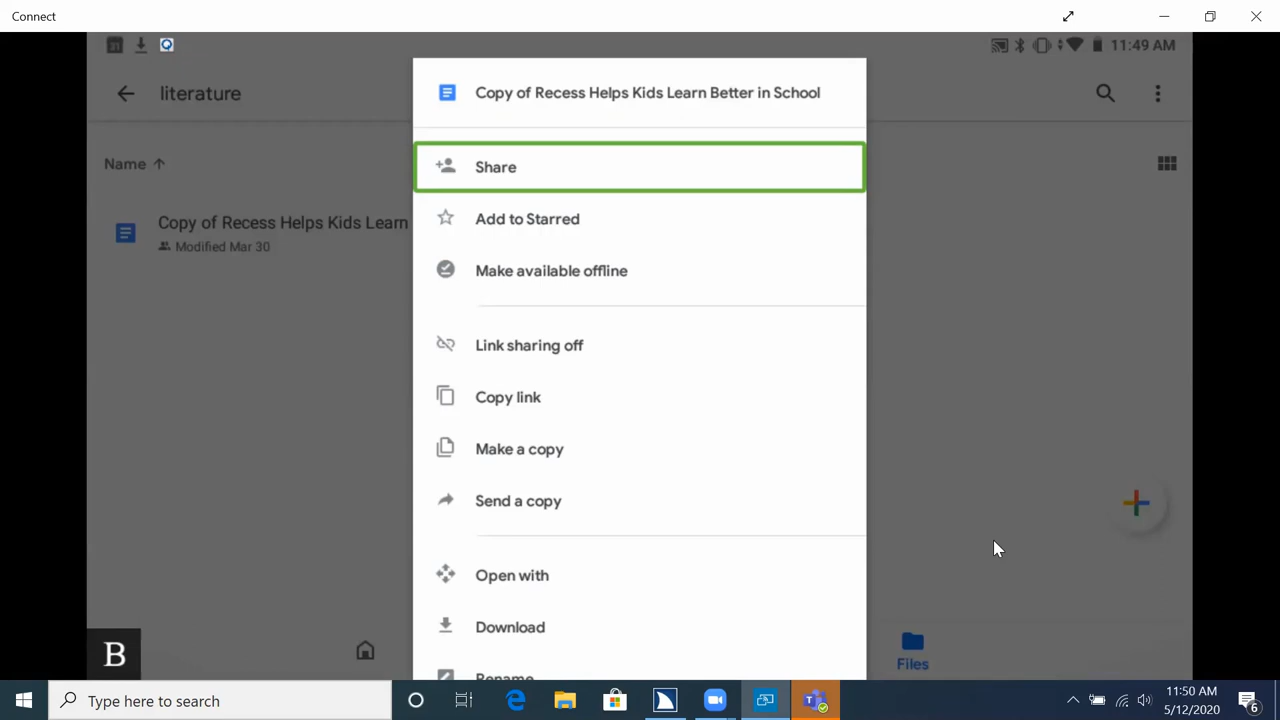 Connect
31
11:49 AM
literature
Copy of Recess Helps Kids Learn Better in School
Name
Share
Copy of Recess Helps Kids Learn
Modified Mar 30
Add to Starred
Make available offline
Link sharing off
Copy link
Make a copy
Send a copy
Open with
Download
B
Files
Rename
Type here to search
11:50 AM
5/12/2020
6